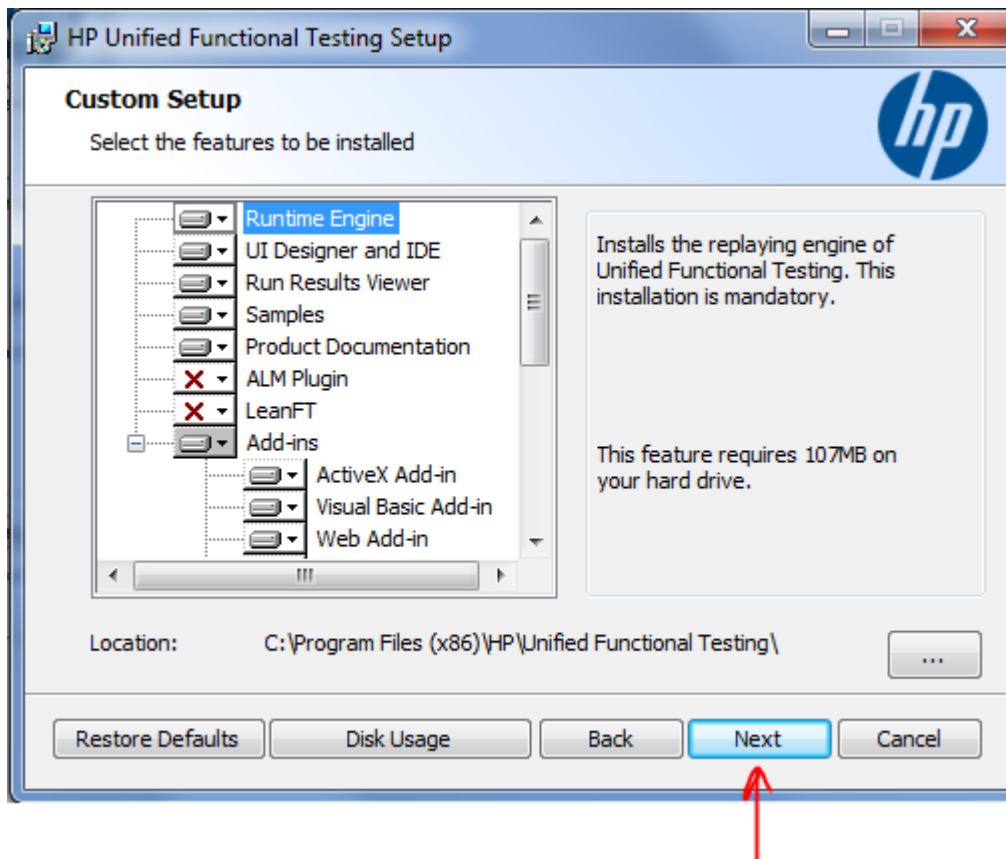 HP Unified Functional Testing Setup
Custom Setup
Select the features to be installed
hp
Runtime Engine
UI Designer and IDE
Run Results Viewer
Samples
Product Documentation
ALM Plugin
LeanFT
Add-ins
ActiveX Add-in
Visual Basic Add-in
Web Add-in
Installs the replaying engine of
Unified Functional Testing. This
installation is mandatory.
This feature requires 107MB on
your hard drive.
Location: C:\Program Files (x86)\HP\Unified Functional Testing\ ...
Restore Defaults Disk Usage Back Next Cancel